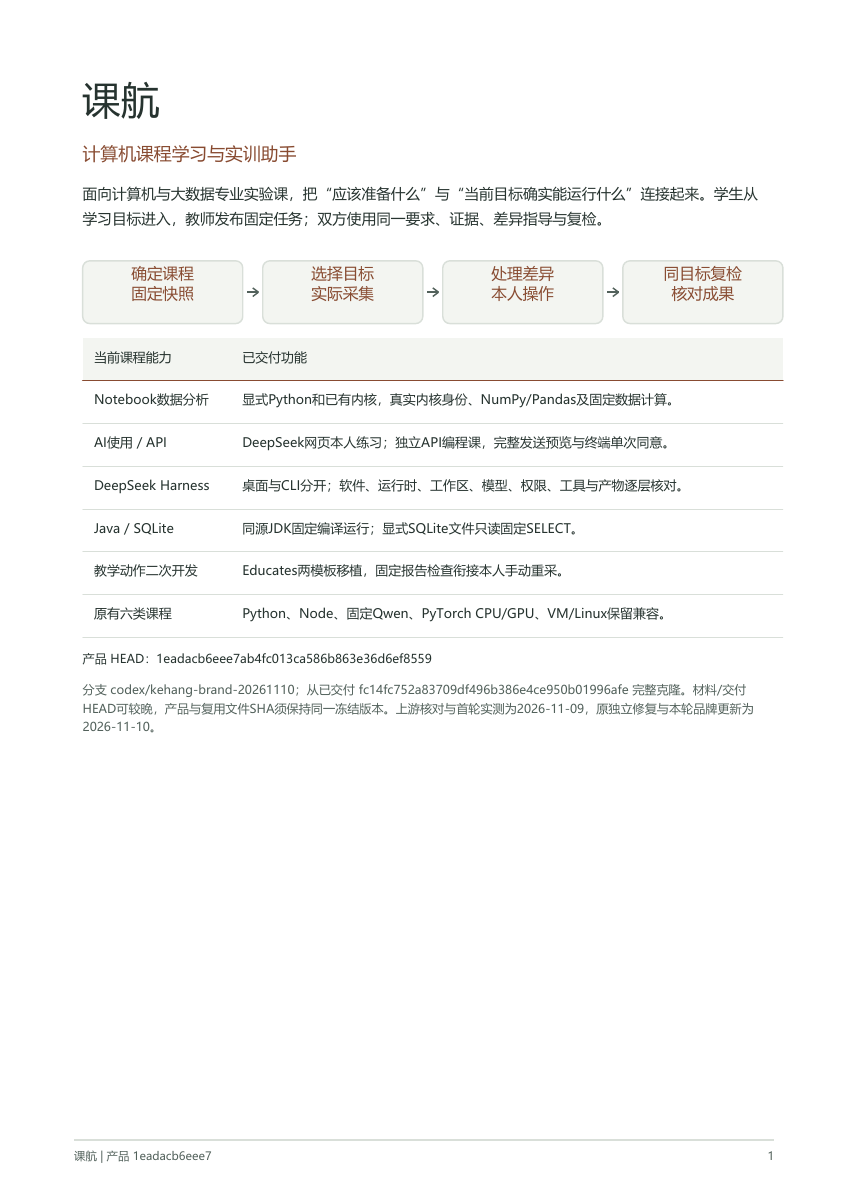 课航
计算机课程学习与实训助手
面向计算机与大数据专业实验课，把“应该准备什么”与“当前目标确实能运行什么”连接起来。学生从
学习目标进入，教师发布固定任务；双方使用同一要求、证据、差异指导与复检。
确定课程
固定快照
选择目标
实际采集
处理差异
本人操作
同目标复检
核对成果
当前课程能力 已交付功能
Notebook数据分析 显式Python和已有内核，真实内核身份、NumPy/Pandas及固定数据计算。
AI使用 / API DeepSeek网页本人练习；独立API编程课，完整发送预览与终端单次同意。
DeepSeek Harness 桌面与CLI分开；软件、运行时、工作区、模型、权限、工具与产物逐层核对。
Java / SQLite 同源JDK固定编译运行；显式SQLite文件只读固定SELECT。
教学动作二次开发 Educates两模板移植，固定报告检查衔接本人手动重采。
原有六类课程 Python、Node、固定Qwen、PyTorch CPU/GPU、VM/Linux保留兼容。
产品 HEAD：1eadacb6eee7ab4fc013ca586b863e36d6ef8559
分支 codex/kehang-brand-20261110；从已交付 fc14fc752a83709df496b386e4ce950b01996afe 完整克隆。材料/交付
HEAD可较晚，产品与复用文件SHA须保持同一冻结版本。上游核对与首轮实测为2026-11-09，原独立修复与本轮品牌更新为
2026-11-10。
课航 | 产品 1eadacb6eee7 1